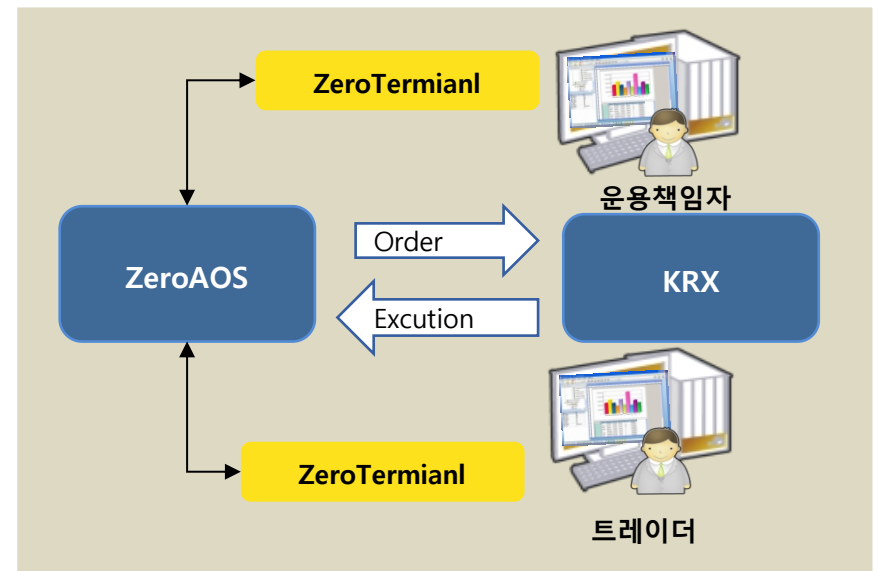 ZeroTermianl
운용책임자
ZeroAOS
Order
Excution
KRX
ZeroTermianl
트레이더